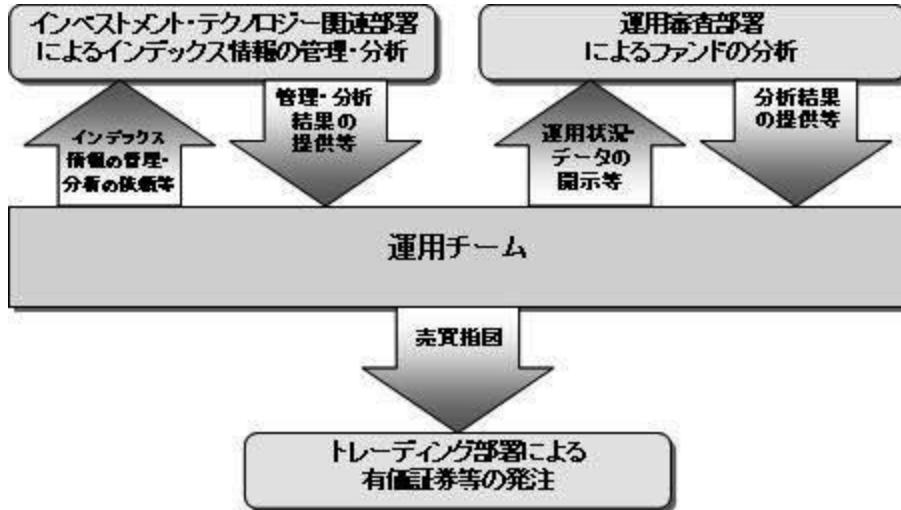 インベストメント・テクノロジー関連部署
によるインデックス情報の管理・分析
運用審査部署
によるファンドの分析
インデックス
情報の管理・
分析の依頼等
管理・分析
結果の
提供等
運用状況・
データの
開示等
分析結果
の提供等
運用チーム
売買指図
トレーディング部署による
有価証券等の発注